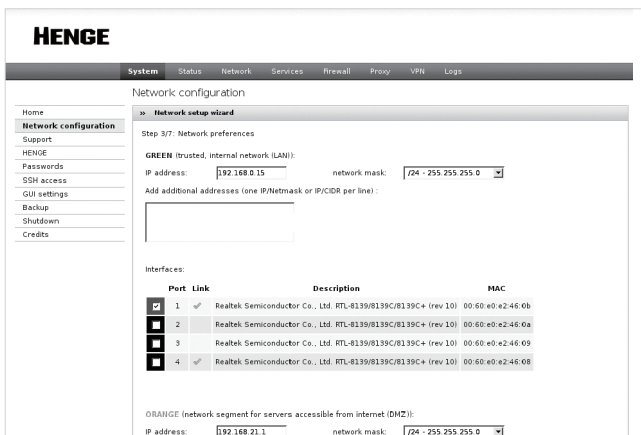 HENGE
System Status Network Services Firewall Proxy VPN Logs
Network configuration
Home
Network configuration
Support
HENGE
Passwords
SSH access
GUI settings
Backup
Shutdown
Credits
» Network setup wizard
Step 3/7: Network preferences
GREEN (trusted, internal network (LAN)):
IP address: 192.168.0.15 network mask: /24 - 255.255.255.0
Add additional addresses (one IP/Netmask or IP/CIDR per line) :
Interfaces:
Port Link Description MAC
1 Realtek Semiconductor Co., Ltd. RTL-8139/8139C/8139C+ (rev 10) 00:60:e0:e2:46:0b
2 Realtek Semiconductor Co., Ltd. RTL-8139/8139C/8139C+ (rev 10) 00:60:e0:e2:46:0a
3 Realtek Semiconductor Co., Ltd. RTL-8139/8139C/8139C+ (rev 10) 00:60:e0:e2:46:09
4 Realtek Semiconductor Co., Ltd. RTL-8139/8139C/8139C+ (rev 10) 00:60:e0:e2:46:08
ORANGE (network segment for servers accessible from internet (DMZ)):
IP address: 192.168.21.1 network mask: /24 - 255.255.255.0